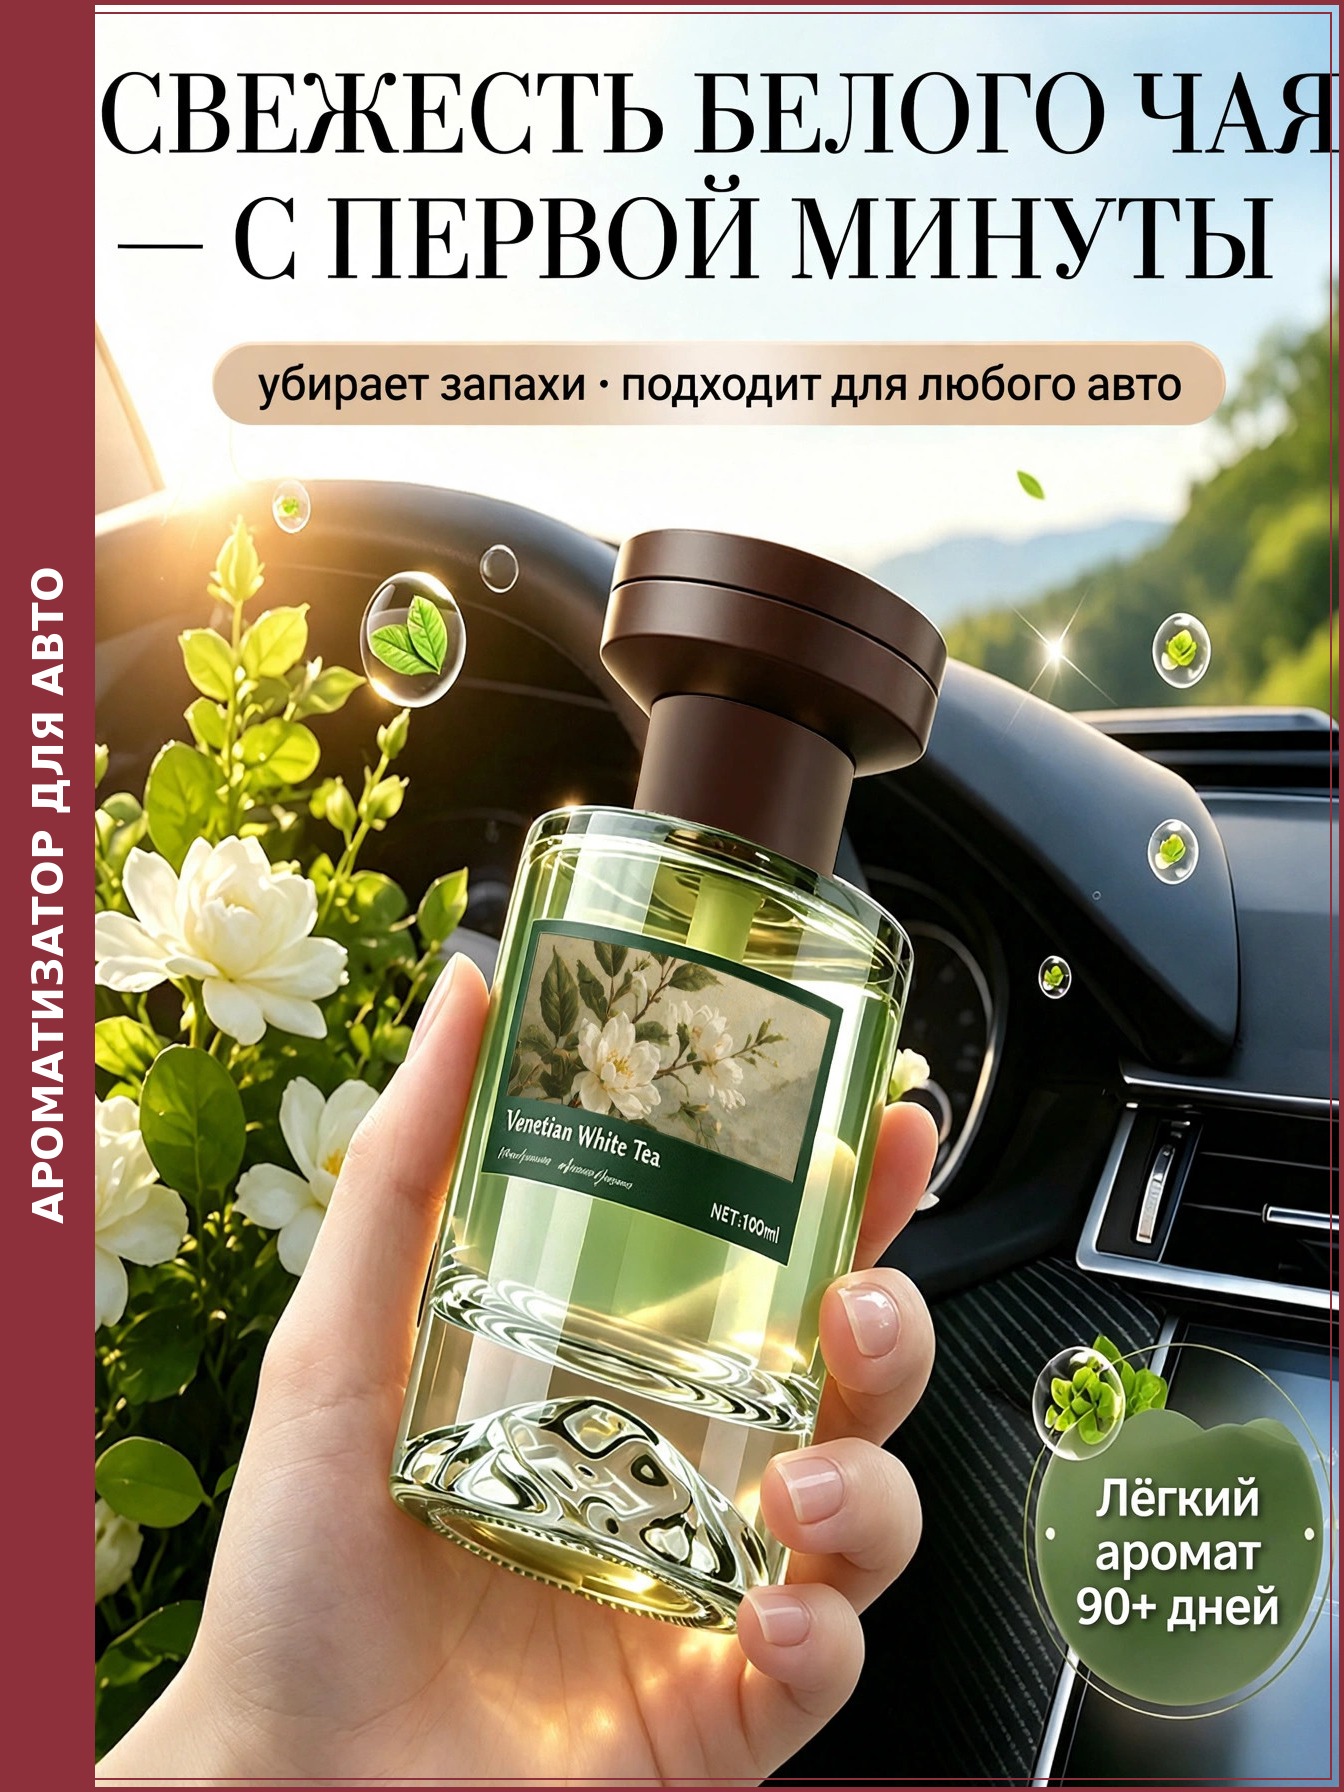 СВЕЖЕСТЬ БЕЛОГО ЧАЯ
— С ПЕРВОЙ МИНУТЫ
убирает запахи · подходит для любого авто
АРОМАТИЗАТОР ДЛЯ АВТО
Venetian White Tea
NET:100ml
Лёгкий
аромат
90+ дней